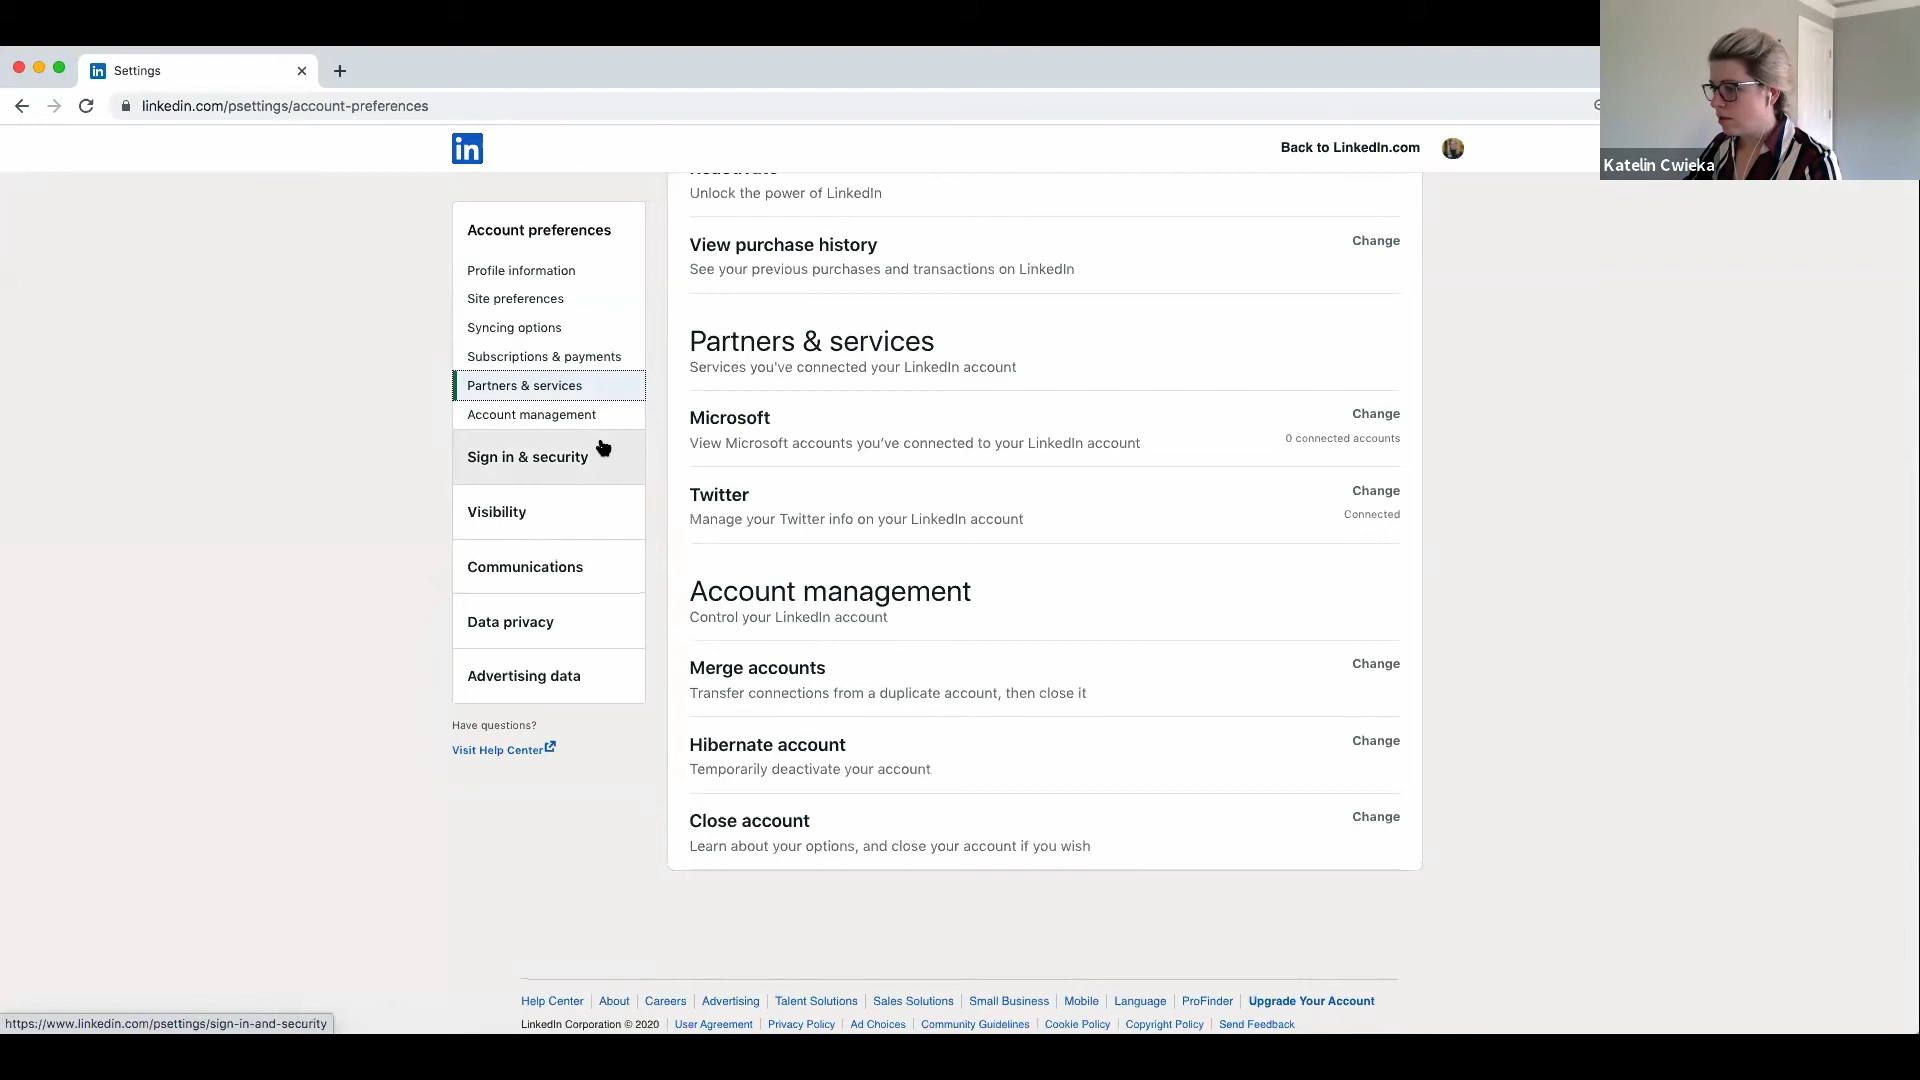 Settings
linkedin.com/psettings/account-preferences
Katelin Cwieka
in
Back to LinkedIn.com
Account preferences
Profile information
Site preferences
Syncing options
Subscriptions & payments
Partners & services
Account management
Sign in & security
Visibility
Communications
Data privacy
Advertising data
Have questions?
Visit Help Center
Unlock the power of LinkedIn
View purchase history
Change
See your previous purchases and transactions on LinkedIn
Partners & services
Services you've connected your LinkedIn account
Microsoft
Change
View Microsoft accounts you’ve connected to your LinkedIn account
0 connected accounts
Twitter
Change
Manage your Twitter info on your LinkedIn account
Connected
Account management
Control your LinkedIn account
Merge accounts
Change
Transfer connections from a duplicate account, then close it
Hibernate account
Change
Temporarily deactivate your account
Close account
Change
Learn about your options, and close your account if you wish
Help Center About Careers Advertising Talent Solutions Sales Solutions Small Business Mobile Language ProFinder Upgrade Your Account
LinkedIn Corporation © 2020 User Agreement Privacy Policy Ad Choices Community Guidelines Cookie Policy Copyright Policy Send Feedback
https://www.linkedin.com/psettings/sign-in-and-security